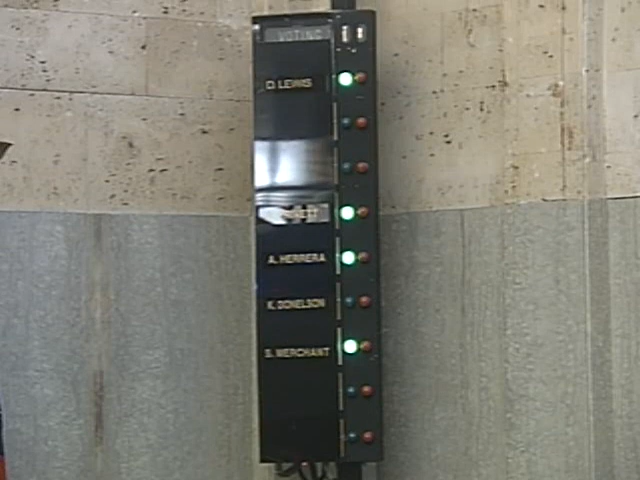 VOTING
D. LEWIS
A. HERRERA
K. DONELSON
S. MERCHANT